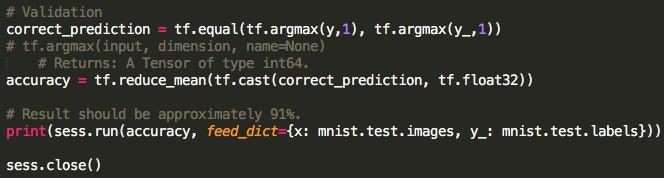 # Validation
correct_prediction = tf.equal(tf.argmax(y,1), tf.argmax(y_,1))
# tf.argmax(input, dimension, name=None)
    # Returns: A Tensor of type int64.
accuracy = tf.reduce_mean(tf.cast(correct_prediction, tf.float32))

# Result should be approximately 91%.
print(sess.run(accuracy, feed_dict={x: mnist.test.images, y_: mnist.test.labels}))

sess.close()